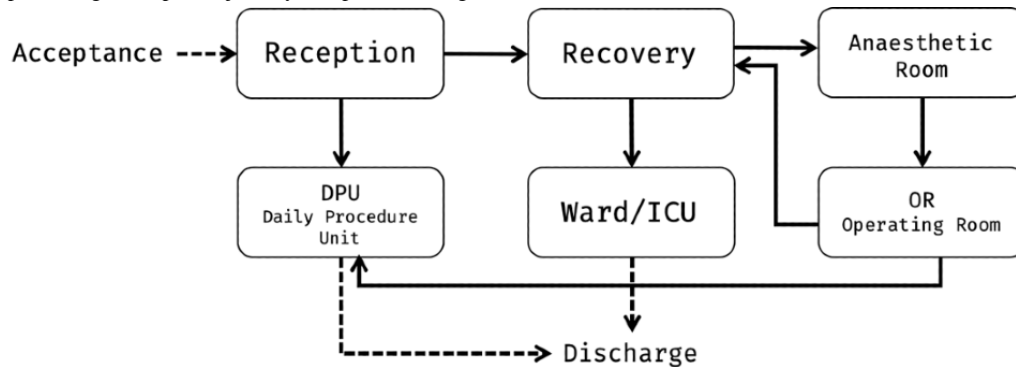 Acceptance
Reception
Recovery
Anaesthetic
Room
DPU
Daily Procedure
Unit
Ward/ICU
OR
Operating Room
Discharge